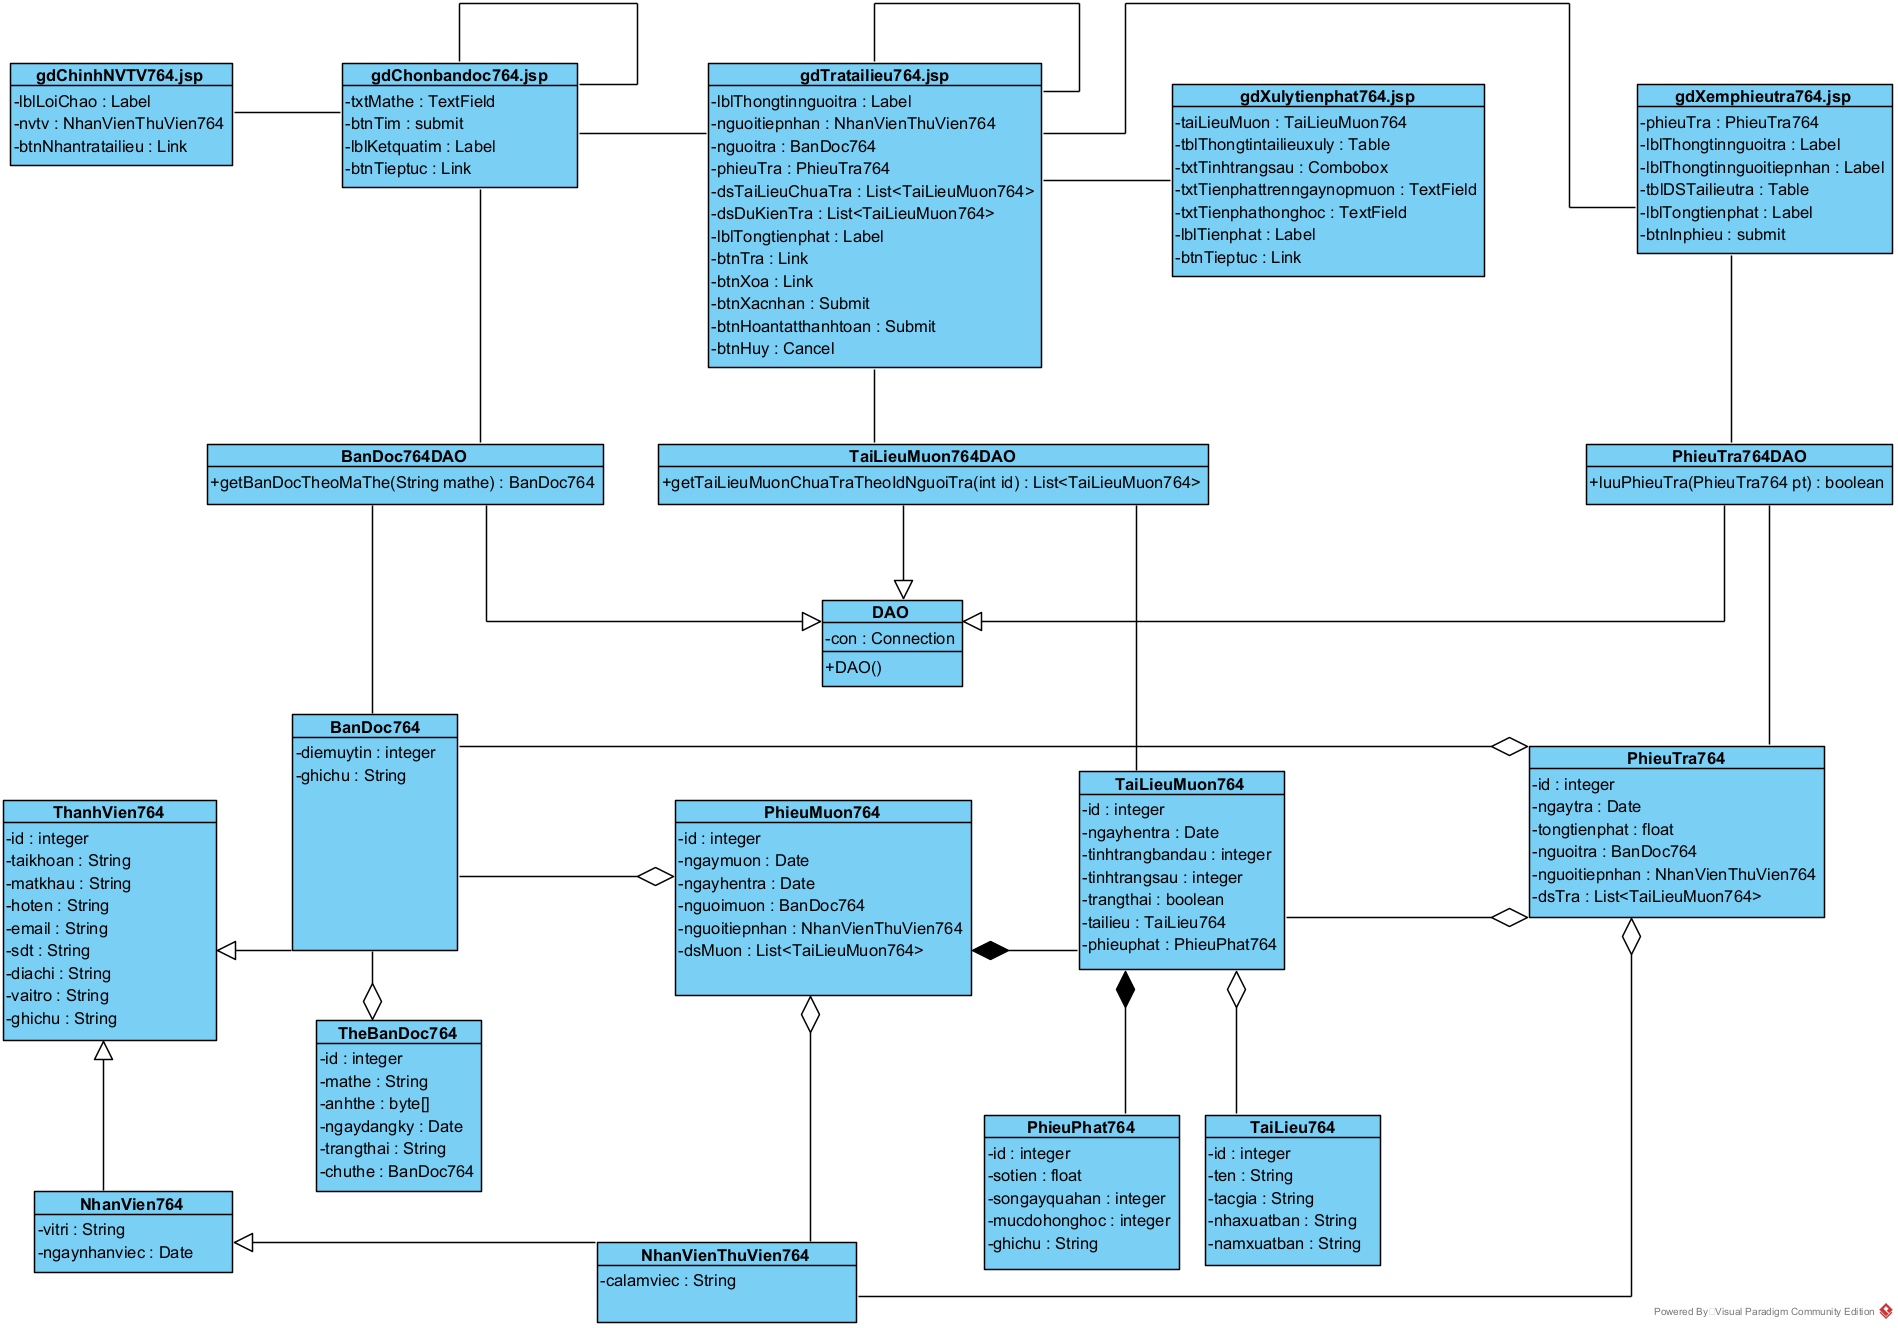 gdChinhNVTV764.jsp
-lblLoiChao : Label
-nvtv : NhanVienThuVien764
-btnNhantratailieu : Link
gdChonbandoc764.jsp
-txtMathe : TextField
-btnTim : submit
-lblKetquatim : Label
-btnTieptuc : Link
gdTratailieu764.jsp
-lblThongtinnguoitra : Label
-nguoitiepnhan : NhanVienThuVien764
-nguoitra : BanDoc764
-phieuTra : PhieuTra764
-dsTaiLieuChuaTra : List<TaiLieuMuon764>
-dsDuKienTra : List<TaiLieuMuon764>
-lblTongtienphat : Label
-btnTra : Link
-btnXoa : Link
-btnXacnhan : Submit
-btnHoantatthanhtoan : Submit
-btnHuy : Cancel
gdXulytienphat764.jsp
-taiLieuMuon : TaiLieuMuon764
-tblThongtintailieuxuly : Table
-txtTinhtrangsau : Combobox
-txtTienphattrenngaynopmuon : TextField
-txtTienphathonghoc : TextField
-lblTienphat : Label
-btnTieptuc : Link
gdXemphieutra764.jsp
-phieuTra : PhieuTra764
-lblThongtinnguoitra : Label
-lblThongtinnguoitiepnhan : Label
-tblDSTailieutra : Table
-lblTongtienphat : Label
-btnInphieu : submit
BanDoc764DAO
+getBanDocTheoMaThe(String mathe) : BanDoc764
TaiLieuMuon764DAO
+getTaiLieuMuonChuaTraTheoIdNguoiTra(int id) : List<TaiLieuMuon764>
PhieuTra764DAO
+luuPhieuTra(PhieuTra764 pt) : boolean
DAO
-con : Connection
+DAO()
BanDoc764
-diemuytin : integer
-ghichu : String
ThanhVien764
-id : integer
-taikhoan : String
-matkhau : String
-hoten : String
-email : String
-sdt : String
-diachi : String
-vaitro : String
-ghichu : String
PhieuMuon764
-id : integer
-ngaymuon : Date
-ngayhentra : Date
-nguoimuon : BanDoc764
-nguoitiepnhan : NhanVienThuVien764
-dsMuon : List<TaiLieuMuon764>
TaiLieuMuon764
-id : integer
-ngayhentra : Date
-tinhtrangbandau : integer
-tinhtrangsau : integer
-trangthai : boolean
-tailieu : TaiLieu764
-phieuphat : PhieuPhat764
PhieuTra764
-id : integer
-ngaytra : Date
-tongtienphat : float
-nguoitra : BanDoc764
-nguoitiepnhan : NhanVienThuVien764
-dsTra : List<TaiLieuMuon764>
TheBanDoc764
-id : integer
-mathe : String
-anhthe : byte[]
-ngaydangky : Date
-trangthai : String
-chuthe : BanDoc764
PhieuPhat764
-id : integer
-sotien : float
-songayquahan : integer
-mucdohonghoc : integer
-ghichu : String
TaiLieu764
-id : integer
-ten : String
-tacgia : String
-nhaxuatban : String
-namxuatban : String
NhanVien764
-vitri : String
-ngaynhanviec : Date
NhanVienThuVien764
-calamviec : String
Powered By Visual Paradigm Community Edition